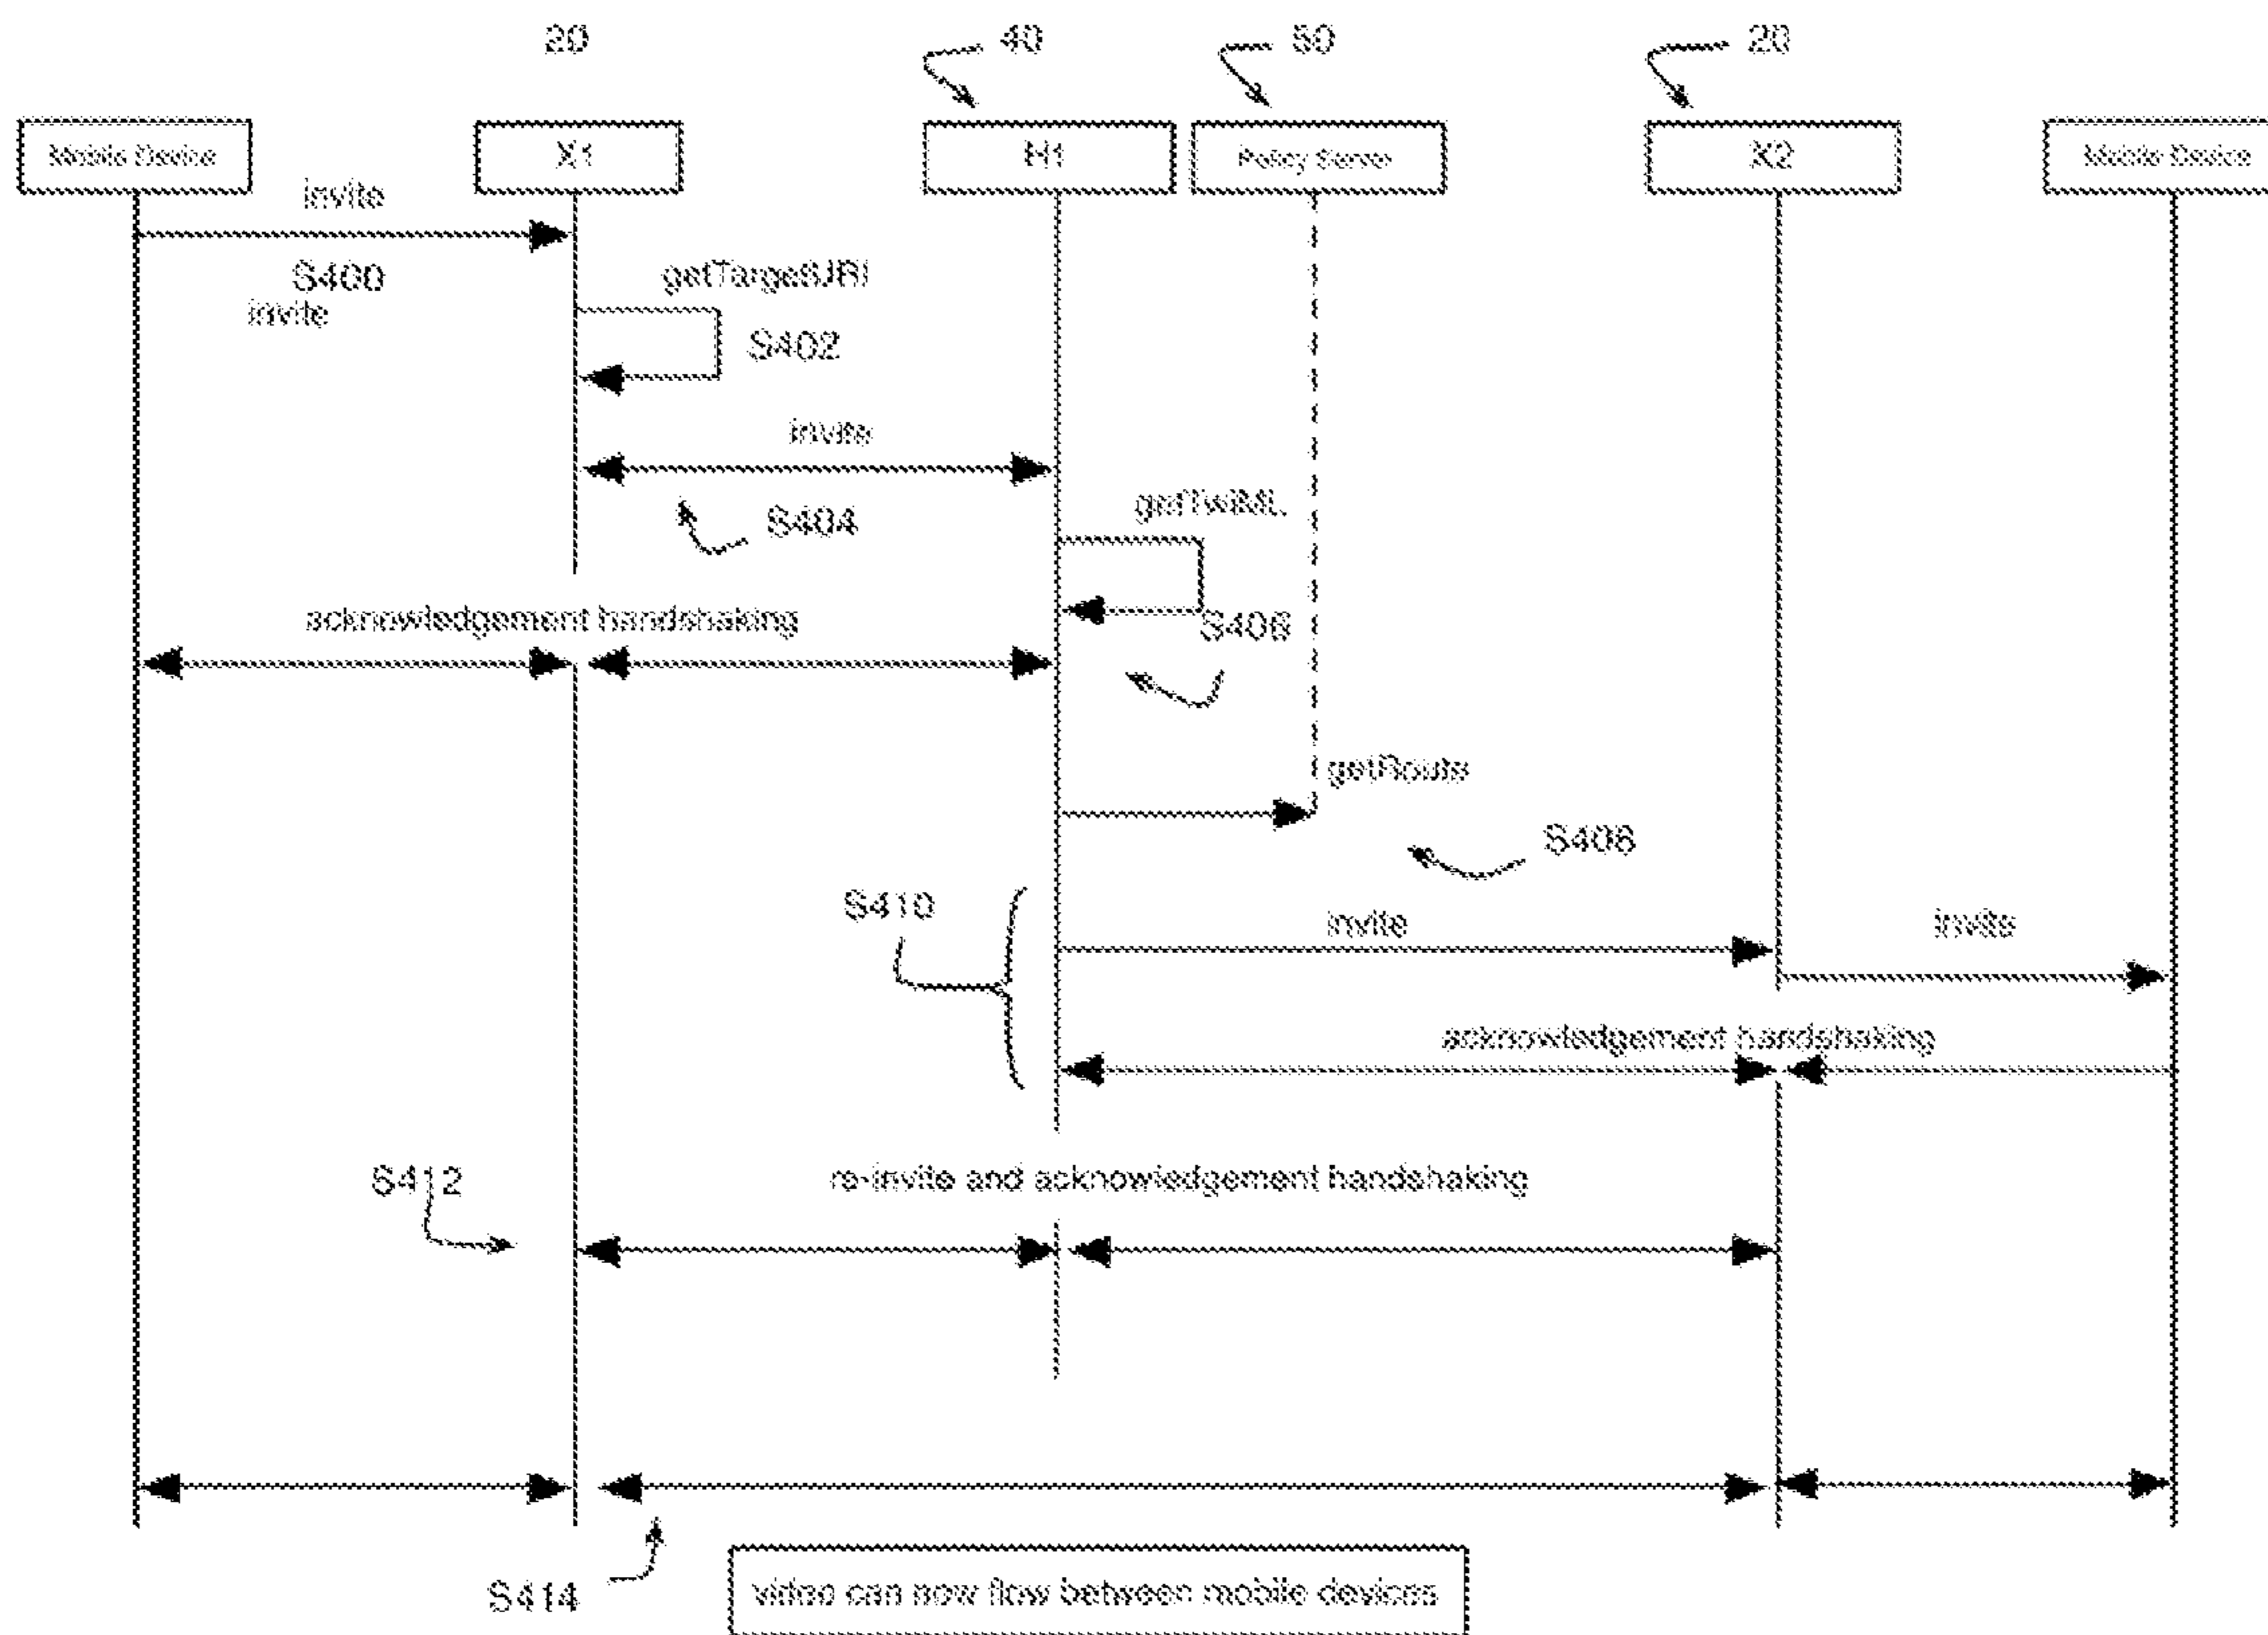 20
40
50
20
Mobile Device
X1
H1
Policy Server
X2
Mobile Device
invite
S400
invite
getTargeSURI
S402
invite
S404
getTwiML
S406
acknowledgement handshaking
getRoute
S408
S410
invite
invite
acknowledgement handshaking
S412
re-invite and acknowledgement handshaking
S414
video can now flow between mobile devices